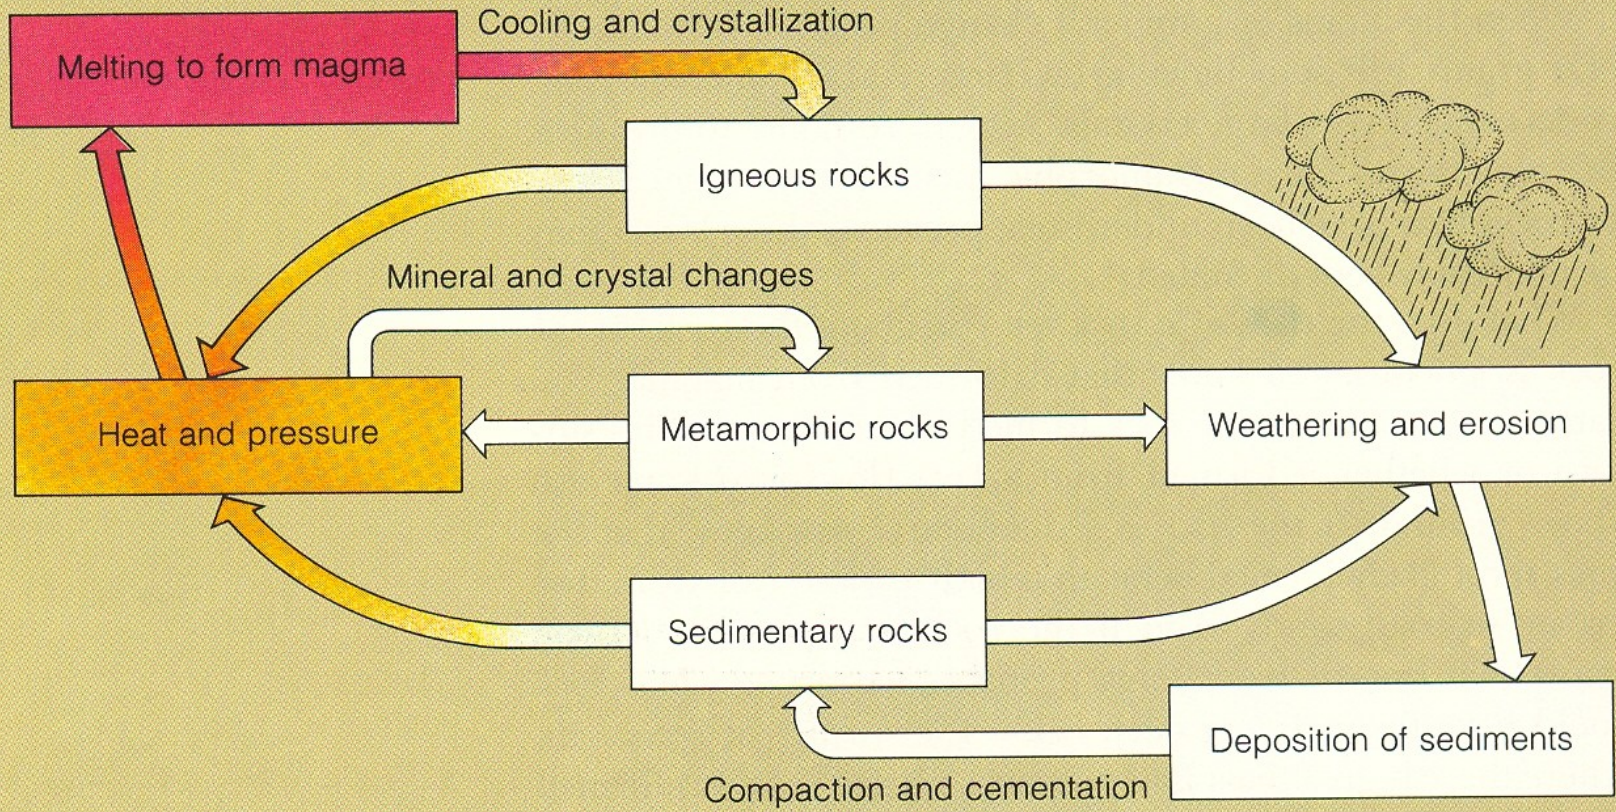 Cooling and crystallization
Melting to form magma
Igneous rocks
Mineral and crystal changes
Heat and pressure
Metamorphic rocks
Weathering and erosion
Sedimentary rocks
Deposition of sediments
Compaction and cementation